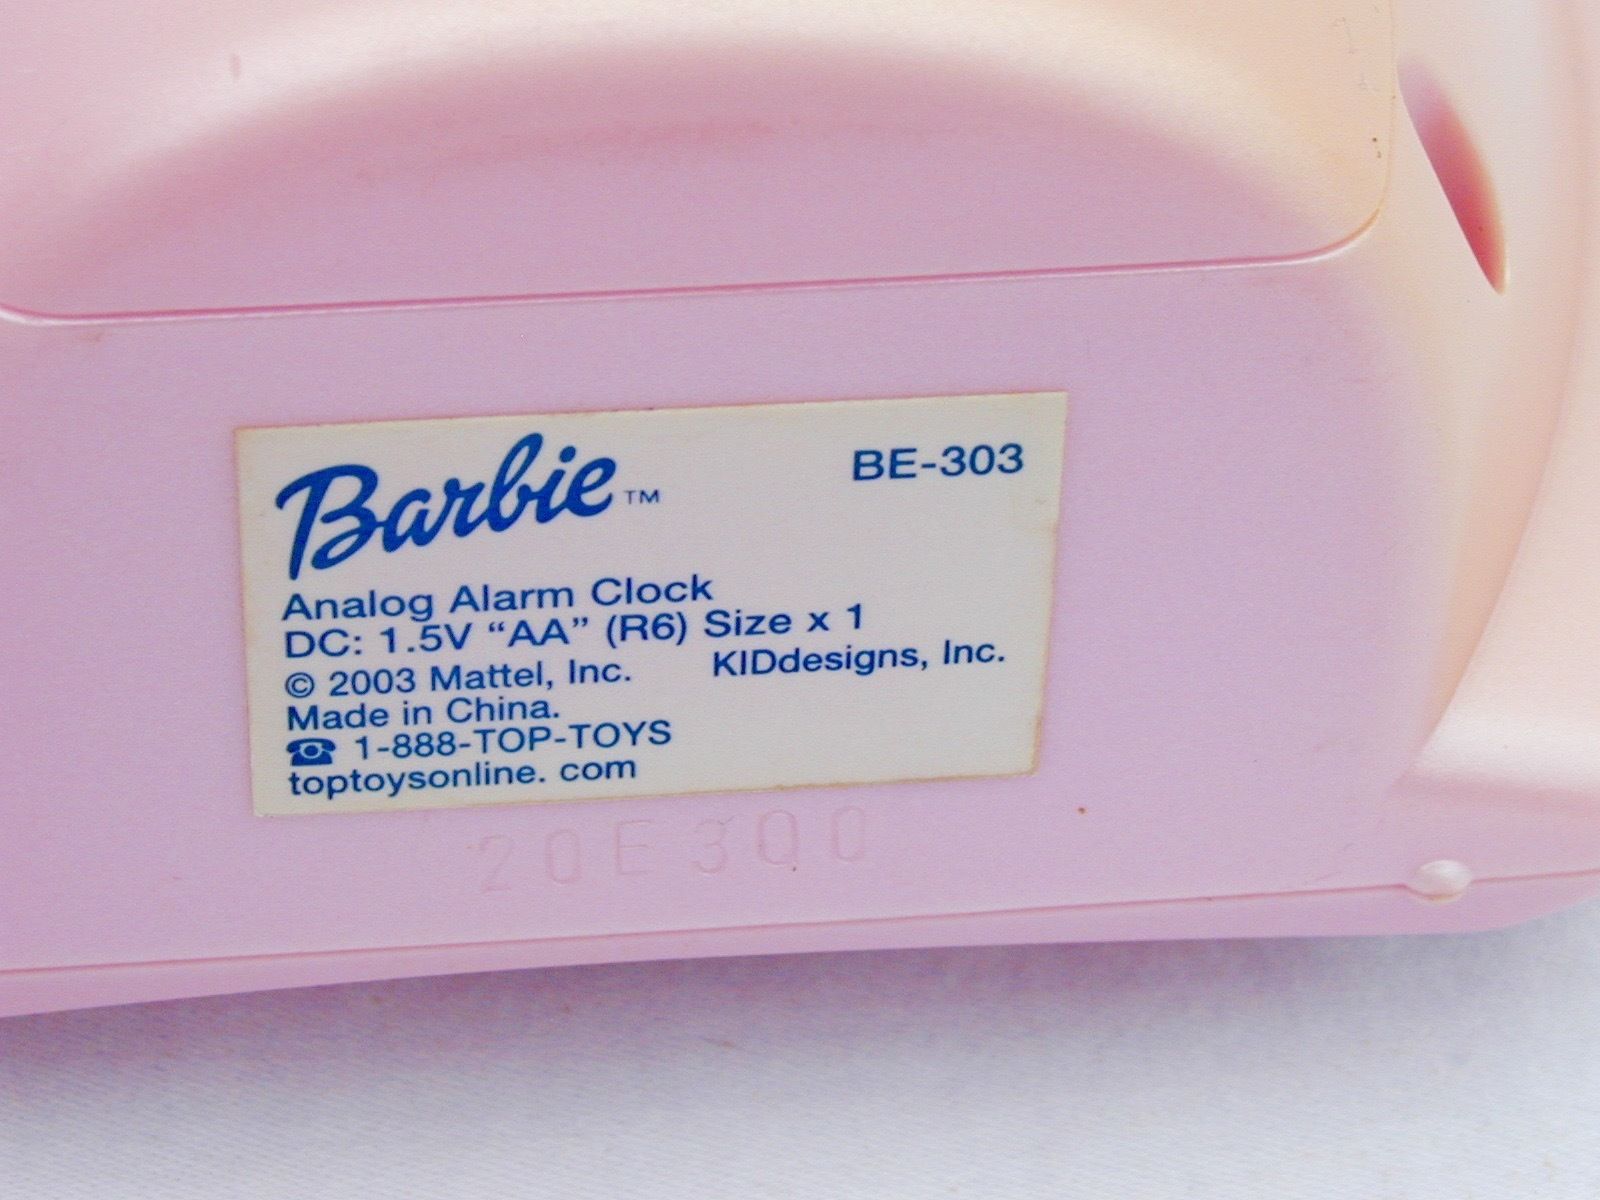 Barbie™ BE-303
Analog Alarm Clock
DC: 1.5V “AA” (R6) Size x 1
© 2003 Mattel, Inc. KIDdesigns, Inc.
Made in China.
☎ 1-888-TOP-TOYS
toptoysonline. com
20E300